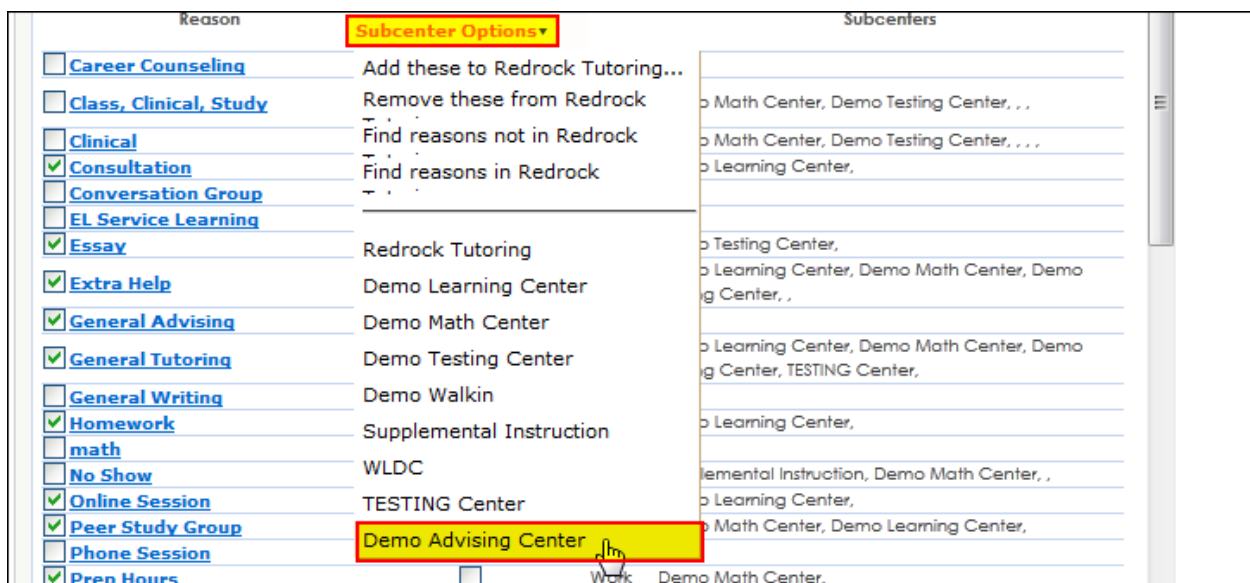 Reason
Subcenter Options
Subcenters
Career Counseling
Add these to Redrock Tutoring...
Class, Clinical, Study
Remove these from Redrock
Math Center, Demo Testing Center, , ,
Clinical
Find reasons not in Redrock
Math Center, Demo Testing Center, , , ,
Consultation
Find reasons in Redrock
Learning Center,
Conversation Group
EL Service Learning
Essay
Redrock Tutoring
Testing Center,
Extra Help
Demo Learning Center
Learning Center, Demo Math Center, Demo
Center, ,
General Advising
Demo Math Center
General Tutoring
Demo Testing Center
Learning Center, Demo Math Center, Demo
Center, TESTING Center,
General Writing
Demo Walkin
Homework
Supplemental Instruction
Learning Center,
math
No Show
WLDC
Instruction, Demo Math Center, ,
Online Session
TESTING Center
Learning Center,
Peer Study Group
Demo Advising Center
Math Center, Demo Learning Center,
Phone Session
Prep Hours
Work
Demo Math Center,